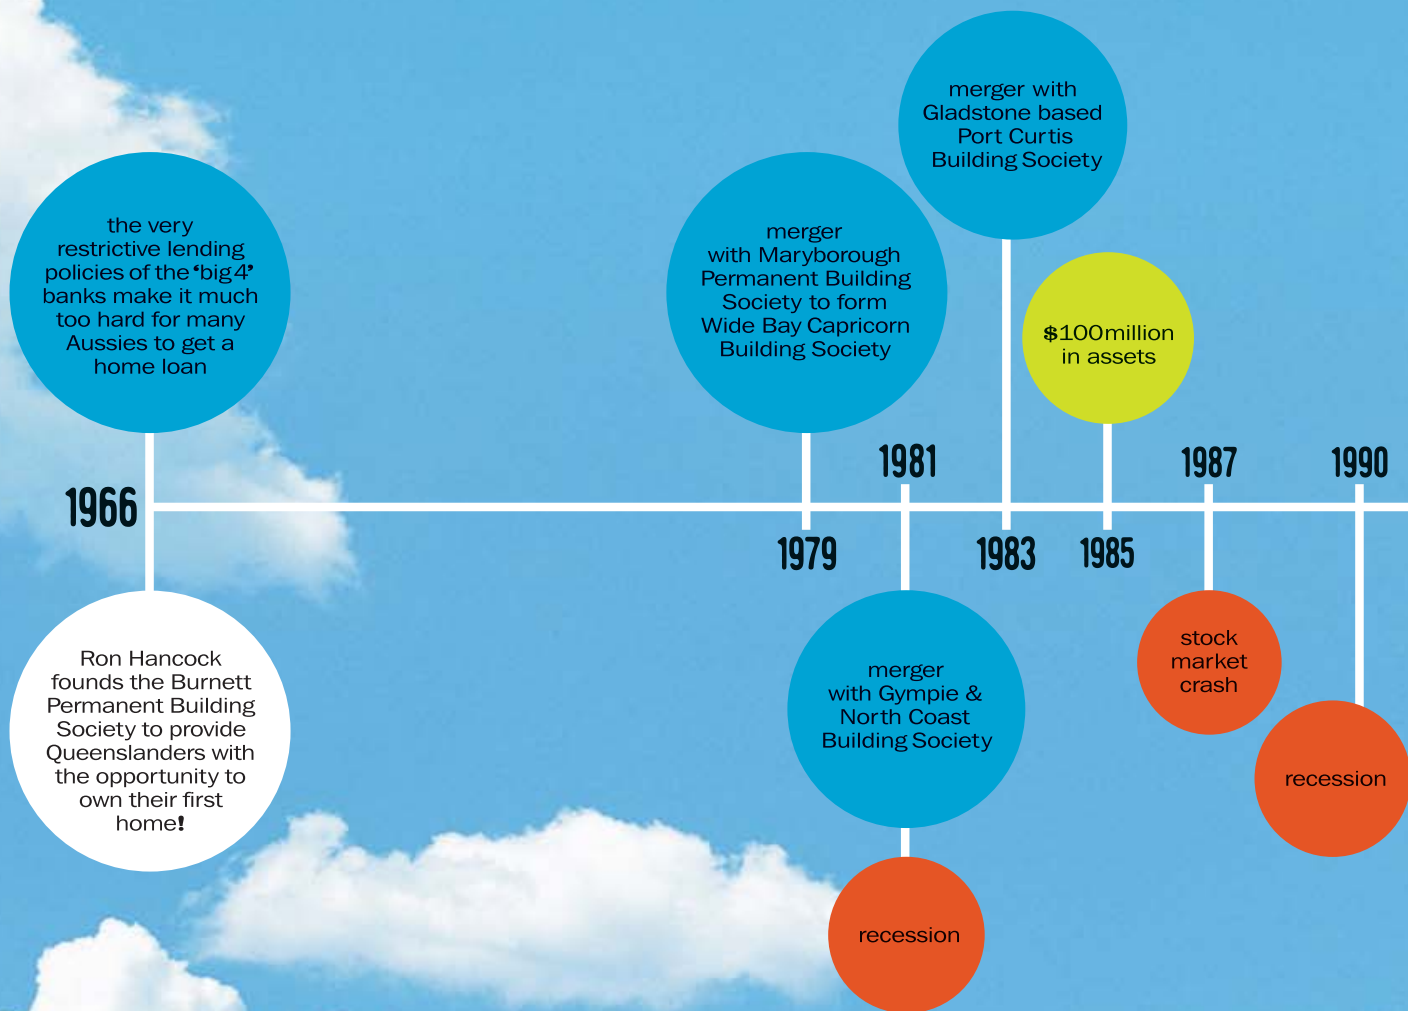 the very
restrictive lending
policies of the ‘big4’
banks make it much
too hard for many
Aussies to get a
home loan
1966
Ron Hancock
founds the Burnett
Permanent Building
Society to provide
Queenslanders with
the opportunity to
own their first
home!
merger
with Maryborough
Permanent Building
Society to form
Wide Bay Capricorn
Building Society
1979
1981
merger
with Gympie &
North Coast
Building Society
recession
merger with
Gladstone based
Port Curtis
Building Society
1983
$100million
in assets
1985
1987
stock
market
crash
1990
recession